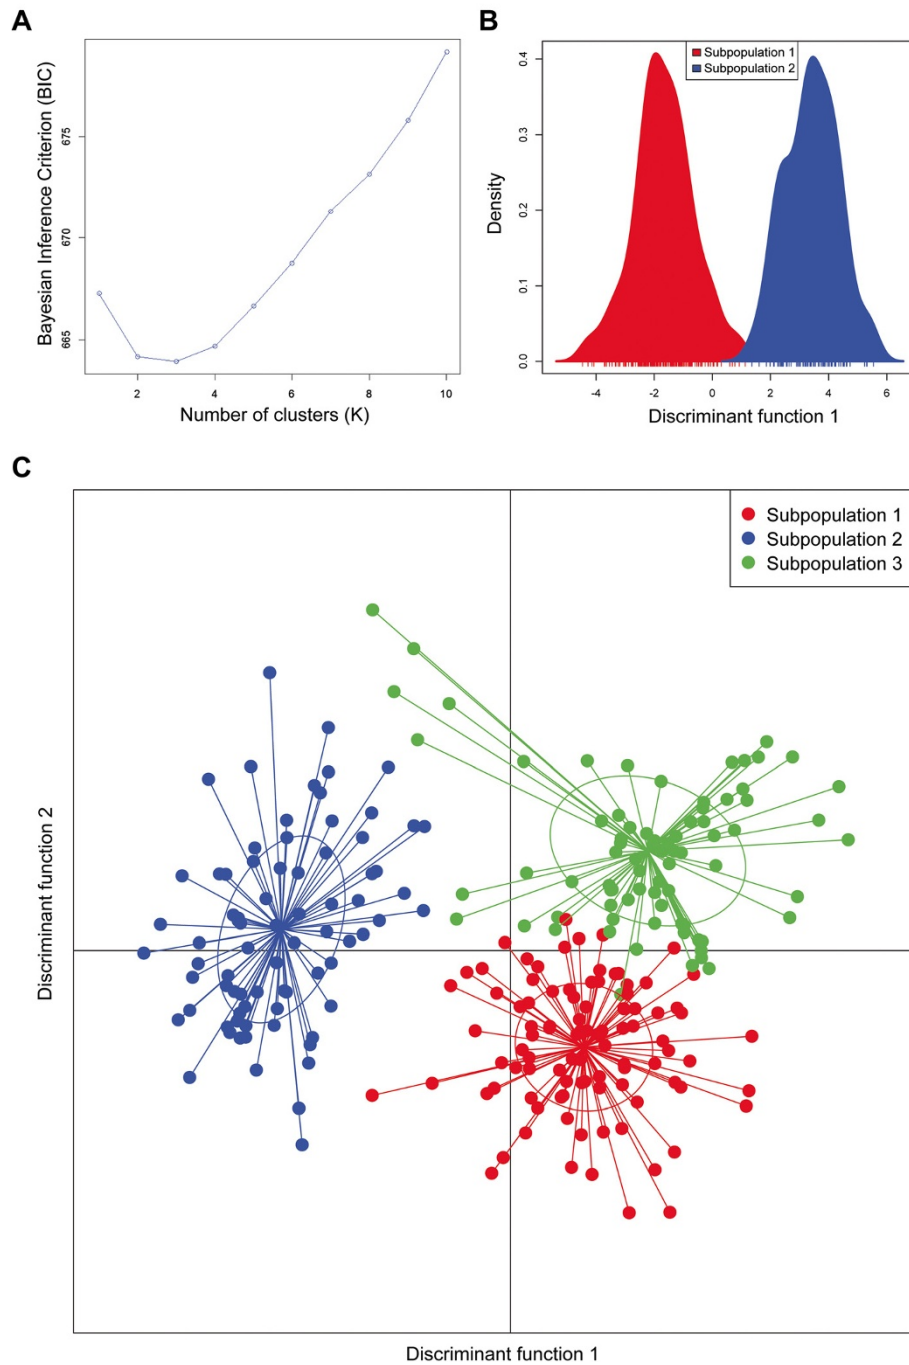 A
Bayesian Inference Criterion (BIC)
675
670
665
2
4
6
8
10
Number of clusters (K)
B
Subpopulation 1
Subpopulation 2
Density
0.4
0.3
0.2
0.1
0.0
-4
-2
0
2
4
6
Discriminant function 1
C
Subpopulation 1
Subpopulation 2
Subpopulation 3
Discriminant function 2
Discriminant function 1